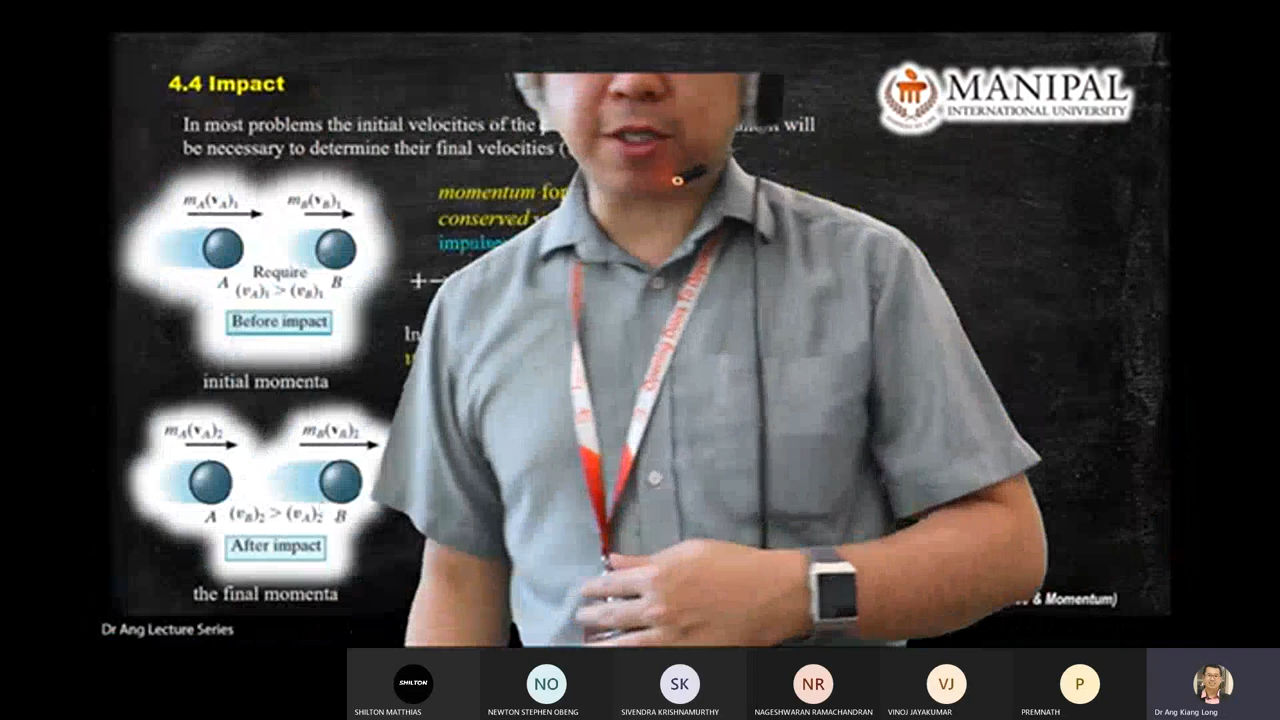 4.4 Impact
MANIPAL
INTERNATIONAL UNIVERSITY
In most problems the initial velocities of the
will
be necessary to determine their final velocities (
mA(vA)1 mB(vB)1
A Require B
(vA)1 > (vB)1
Before impact
initial momenta
momentum for
conserved
+
In
mA(vA)2 mB(vB)2
A (vB)2 > (vA)2 B
After impact
the final momenta
& Momentum)
Dr Ang Lecture Series
SHILTON
NO
SK
NR
VJ
P
SHILTON MATTHIAS
NEWTON STEPHEN OBENG
SIVENDRA KRISHNAMURTHY
NAGESHWARAN RAMACHANDRAN
VINOJ JAYAKUMAR
PREMNATH
Dr Ang Kiang Long